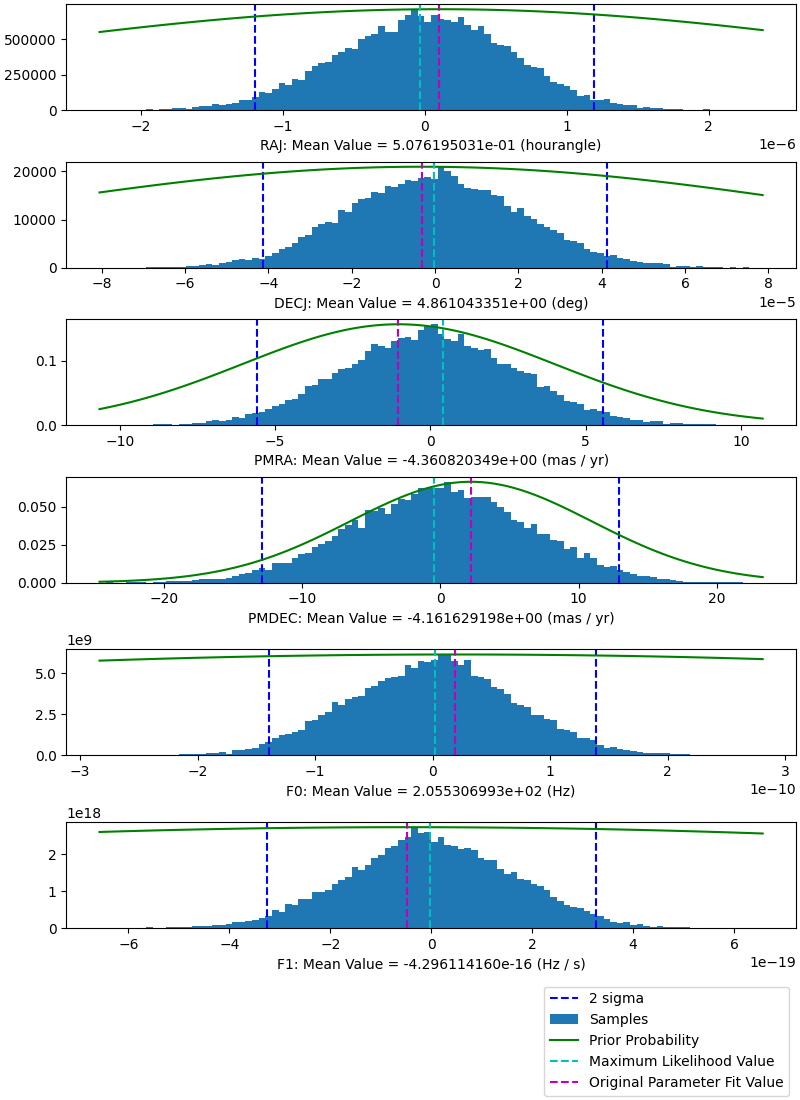 500000
250000
0
−2 −1 0 1 2
1e−6
RAJ: Mean Value = 5.076195031e-01 (hourangle)
20000
10000
0
−8 −6 −4 −2 0 2 4 6 8
1e−5
DECJ: Mean Value = 4.861043351e+00 (deg)
0.1
0.0
−10 −5 0 5 10
PMRA: Mean Value = -4.360820349e+00 (mas / yr)
0.050
0.025
0.000
−20 −10 0 10 20
PMDEC: Mean Value = -4.161629198e+00 (mas / yr)
1e9
5.0
2.5
0.0
−3 −2 −1 0 1 2 3
1e−10
F0: Mean Value = 2.055306993e+02 (Hz)
1e18
2
1
0
−6 −4 −2 0 2 4 6
1e−19
F1: Mean Value = -4.296114160e-16 (Hz / s)
2 sigma
Samples
Prior Probability
Maximum Likelihood Value
Original Parameter Fit Value